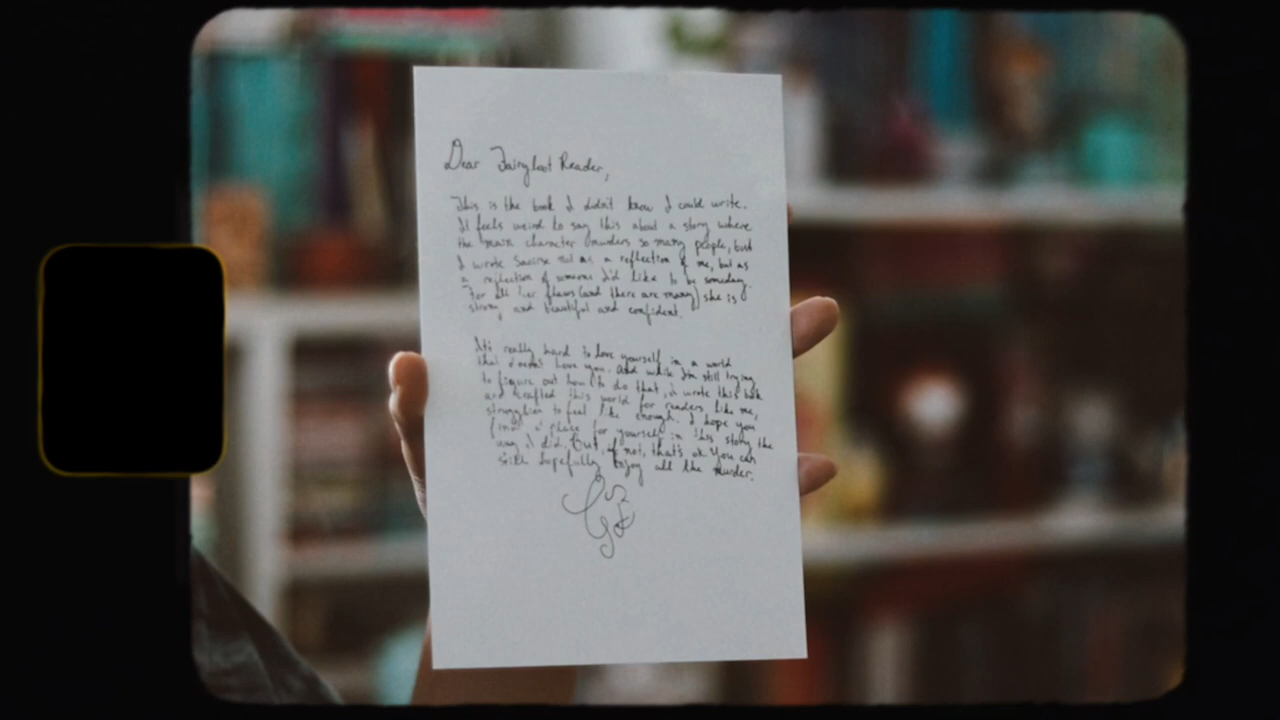 Dear Fairyloot Reader,
This is the book I didn't know I could write.
It feels weird to say this about a story where
the main character murders so many people, but
I wrote Saoirse not as a reflection of me, but as
a reflection of someone I'd like to be someday.
For all her flaws (and there are many) she is
strong and beautiful and confident.
It's really hard to love yourself in a world
that doesn't love you. And while I'm still trying
to figure out how to do that, I wrote this book
and crafted this world for readers like me,
struggling to feel like enough. I hope you
find a place for yourself in this story the
way I did. But, if not, that's ok. You can
still hopefully enjoy all the murder.